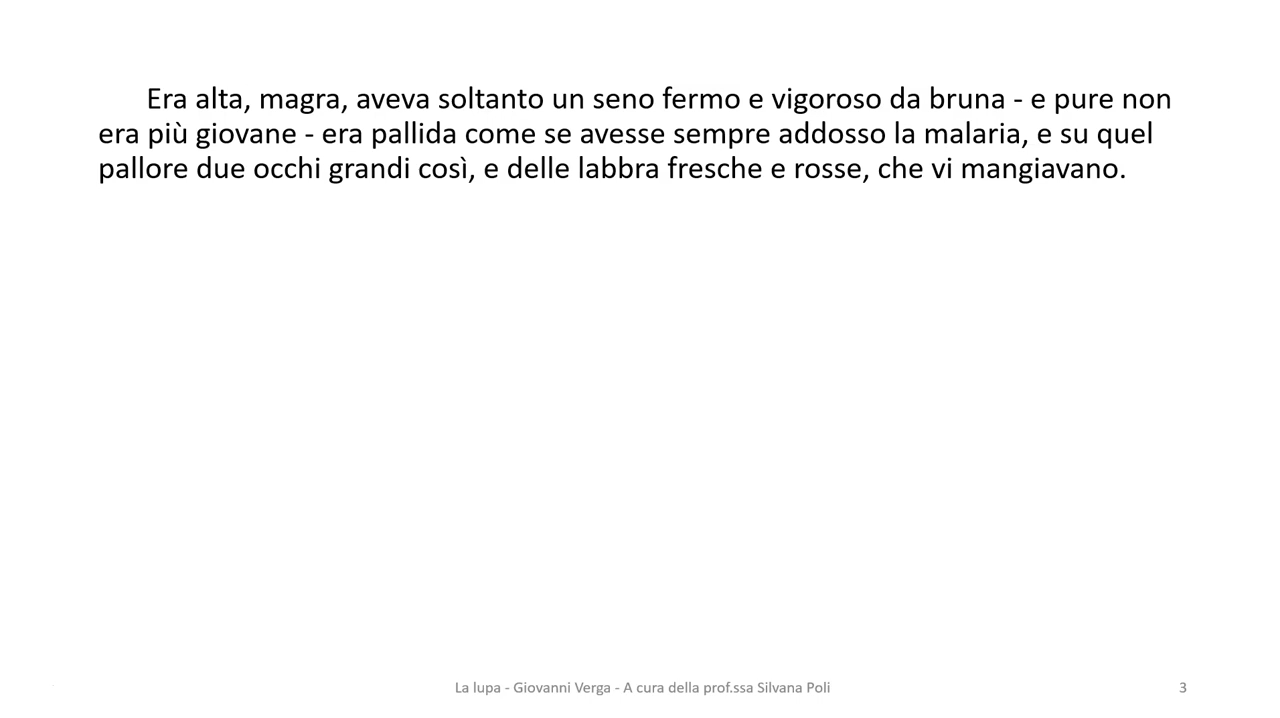 Era alta, magra, aveva soltanto un seno fermo e vigoroso da bruna - e pure non
era più giovane - era pallida come se avesse sempre addosso la malaria, e su quel
pallore due occhi grandi così, e delle labbra fresche e rosse, che vi mangiavano.
La lupa - Giovanni Verga - A cura della prof.ssa Silvana Poli
3